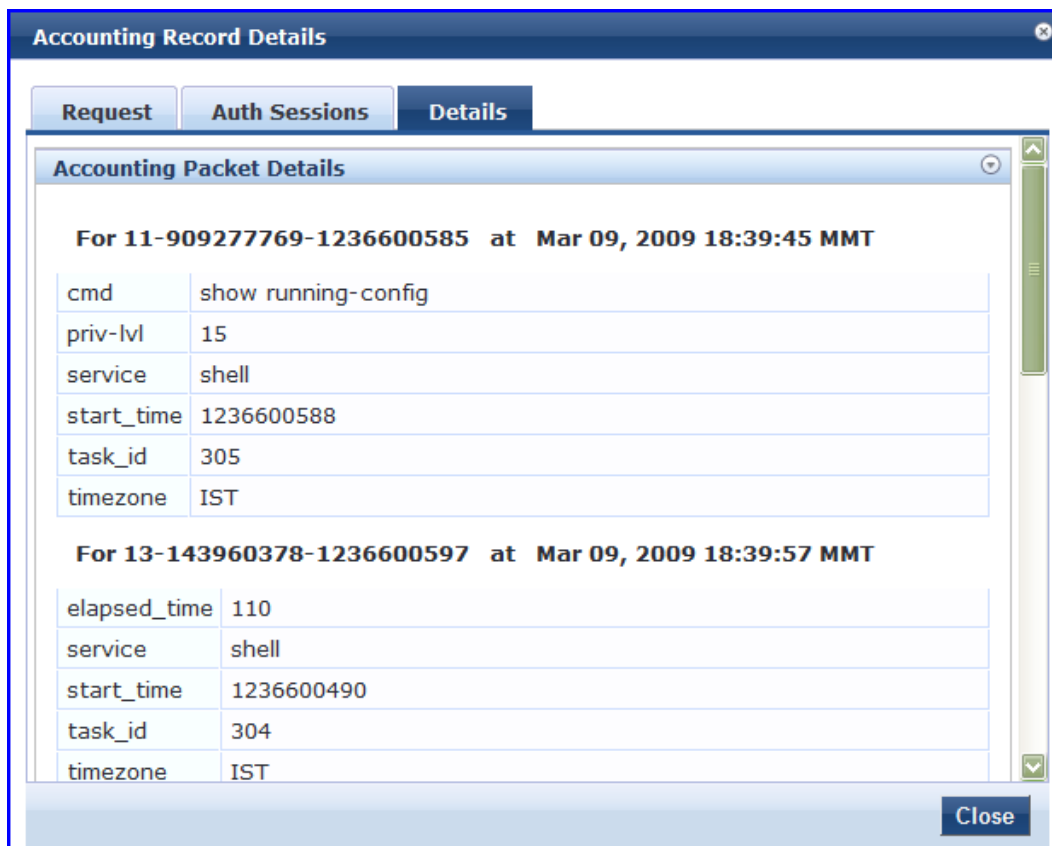 Accounting Record Details
Request Auth Sessions Details
Accounting Packet Details
For 11-909277769-1236600585 at Mar 09, 2009 18:39:45 MMT
cmd show running-config
priv-lvl 15
service shell
start_time 1236600588
task_id 305
timezone IST
For 13-143960378-1236600597 at Mar 09, 2009 18:39:57 MMT
elapsed_time 110
service shell
start_time 1236600490
task_id 304
timezone IST
Close